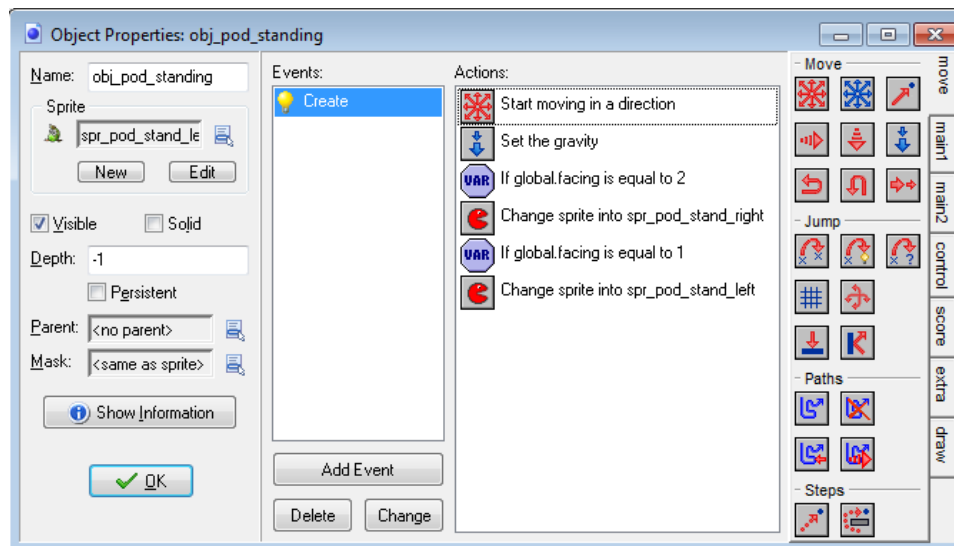 Object Properties: obj_pod_standing
Name: obj_pod_standing
Sprite
spr_pod_stand_le
New
Edit
Visible
Solid
Depth: -1
Persistent
Parent: <no parent>
Mask: <same as sprite>
Show Information
OK
Events:
Create
Add Event
Delete
Change
Actions:
Start moving in a direction
Set the gravity
VAR If global.facing is equal to 2
Change sprite into spr_pod_stand_right
VAR If global.facing is equal to 1
Change sprite into spr_pod_stand_left
Move
Jump
Paths
Steps
move
main1
main2
control
score
extra
draw